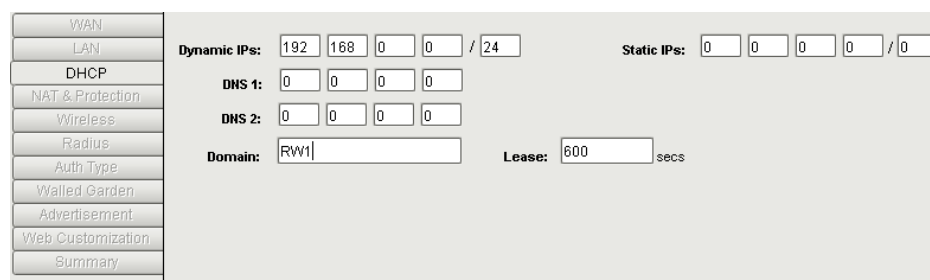 WAN
LAN
DHCP
NAT & Protection
Wireless
Radius
Auth Type
Walled Garden
Advertisement
Web Customization
Summary
Dynamic IPs: 192 168 0 0 / 24 Static IPs: 0 0 0 0 / 0
DNS 1: 0 0 0 0
DNS 2: 0 0 0 0
Domain: RW1 Lease: 600 secs